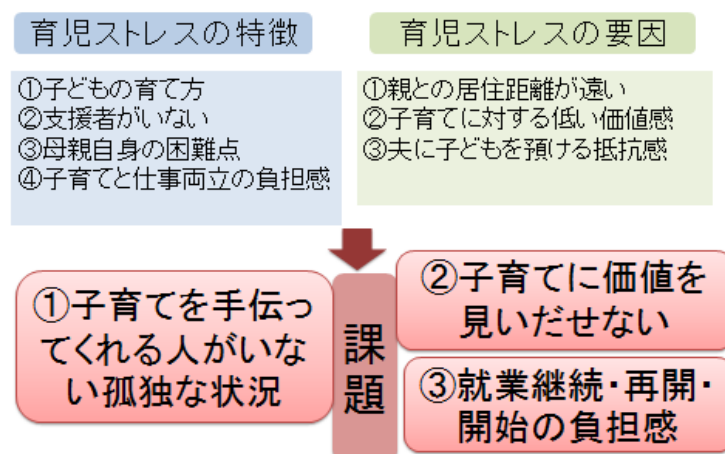 育児ストレスの特徴
①子どもの育て方
②支援者がいない
③母親自身の困難点
④子育てと仕事両立の負担感
育児ストレスの要因
①親との居住距離が遠い
②子育てに対する低い価値感
③夫に子どもを預ける抵抗感
①子育てを手伝っ
てくれる人がいな
い孤独な状況
課
題
②子育てに価値を
見いだせない
③就業継続・再開・
開始の負担感